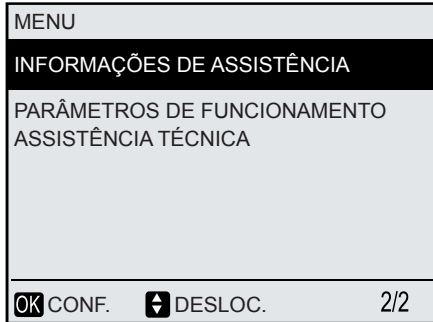 MENU
INFORMAÇÕES DE ASSISTÊNCIA
PARÂMETROS DE FUNCIONAMENTO
ASSISTÊNCIA TÉCNICA
OK CONF. DESLOC. 2/2